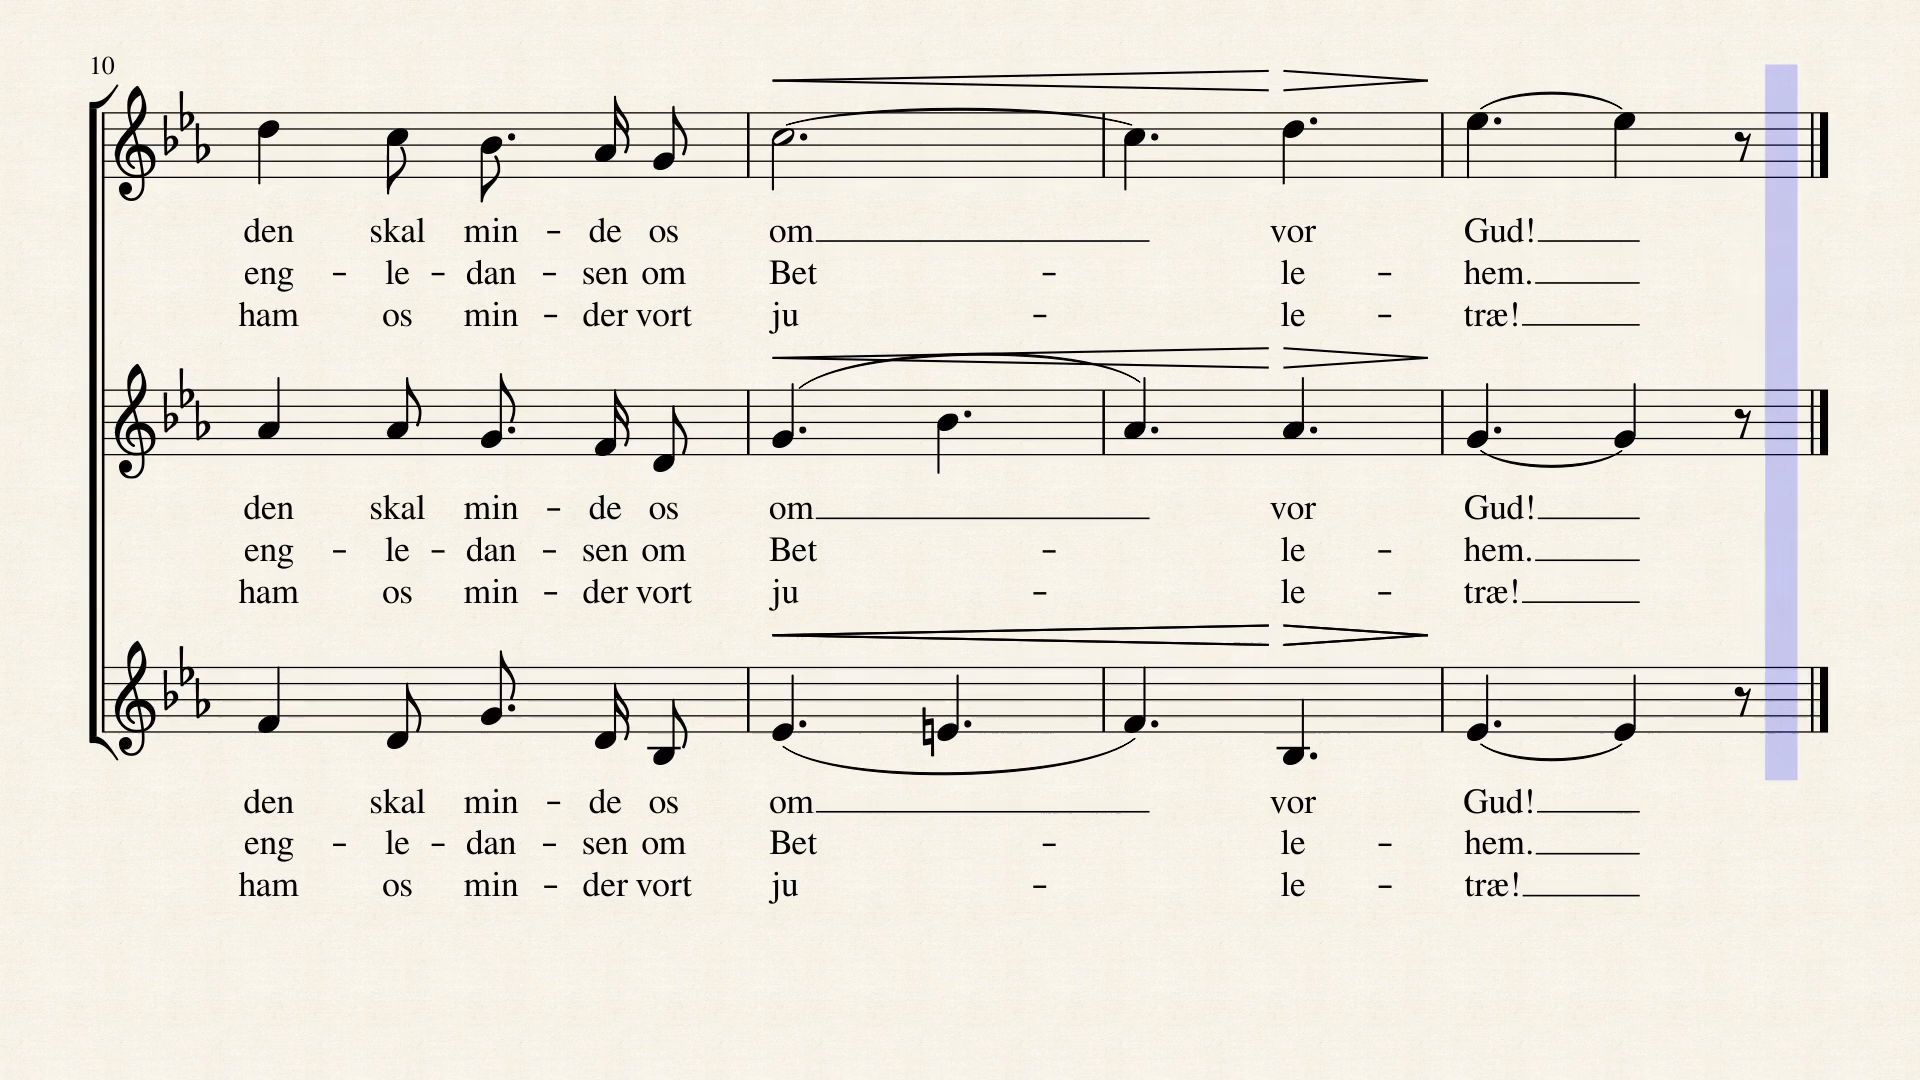 10
den skal min - de os om vor Gud!
eng - le - dan - sen om Bet - le - hem.
ham os min - der vort ju - le - træ!
den skal min - de os om vor Gud!
eng - le - dan - sen om Bet - le - hem.
ham os min - der vort ju - le - træ!
den skal min - de os om vor Gud!
eng - le - dan - sen om Bet - le - hem.
ham os min - der vort ju - le - træ!